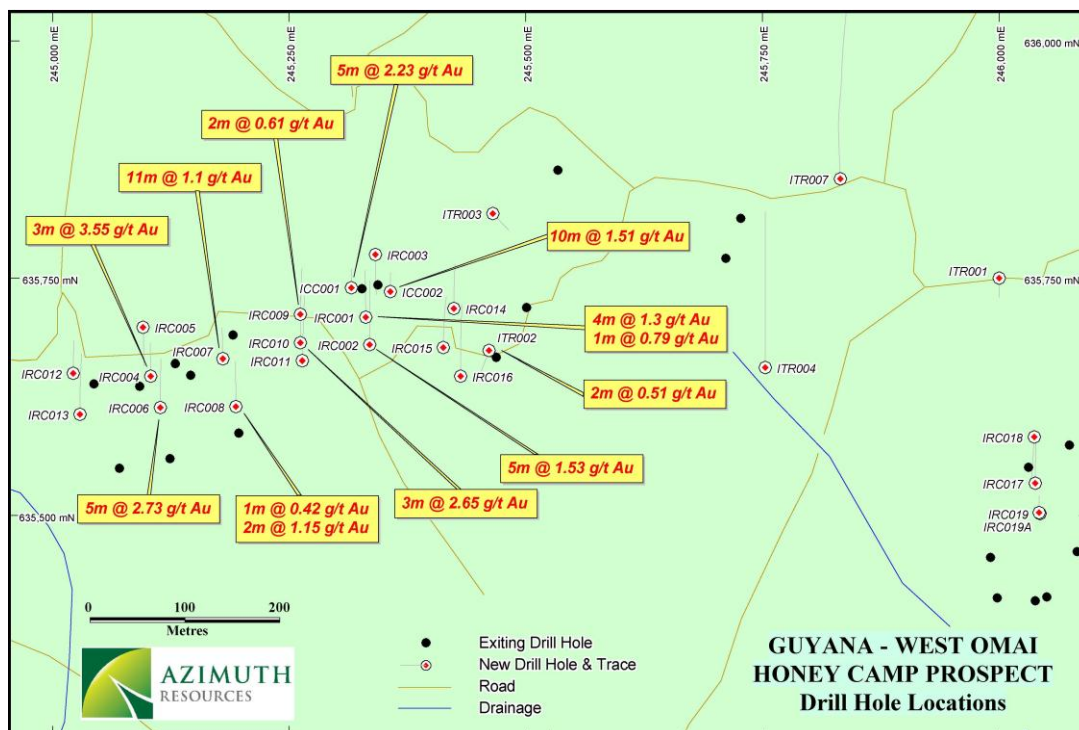 245,000 mE
245,250 mE
245,500 mE
245,750 mE
246,000 mE
636,000 mN
5m @ 2.23 g/t Au
2m @ 0.61 g/t Au
11m @ 1.1 g/t Au
3m @ 3.55 g/t Au
10m @ 1.51 g/t Au
ITR007
ITR003
IRC003
635,750 mN
ICC001
ICC002
ITR001
635,750 mN
IRC009
IRC001
IRC014
4m @ 1.3 g/t Au
1m @ 0.79 g/t Au
IRC005
IRC007
IRC010
IRC002
IRC015
ITR002
IRC011
IRC012
IRC004
IRC016
ITR004
2m @ 0.51 g/t Au
IRC013
IRC006
IRC008
IRC018
5m @ 1.53 g/t Au
IRC017
5m @ 2.73 g/t Au
1m @ 0.42 g/t Au
2m @ 1.15 g/t Au
3m @ 2.65 g/t Au
635,500 mN
635,500 mN
IRC019
IRC019A
0 100 200
Metres
AZIMUTH
RESOURCES
Exiting Drill Hole
New Drill Hole & Trace
Road
Drainage
GUYANA - WEST OMAI
HONEY CAMP PROSPECT
Drill Hole Locations